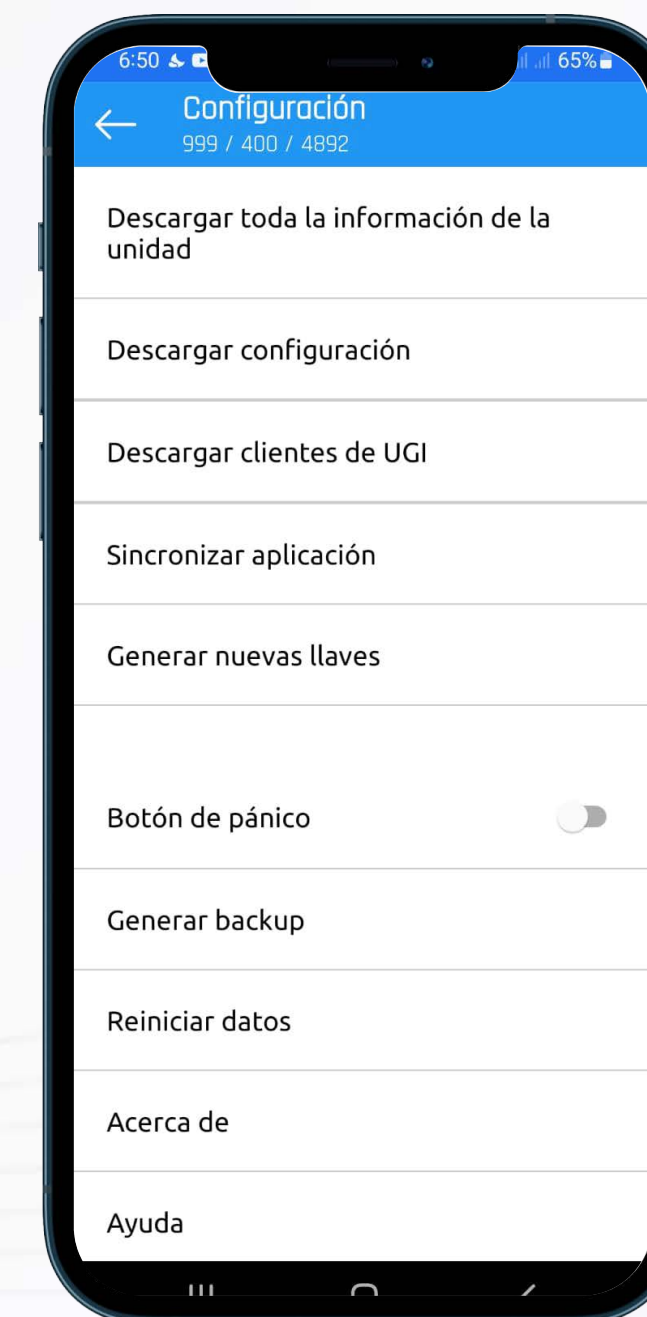 6:50
65%
Configuración
999 / 400 / 4892
Descargar toda la información de la
unidad
Descargar configuración
Descargar clientes de UGI
Sincronizar aplicación
Generar nuevas llaves
Botón de pánico
Generar backup
Reiniciar datos
Acerca de
Ayuda